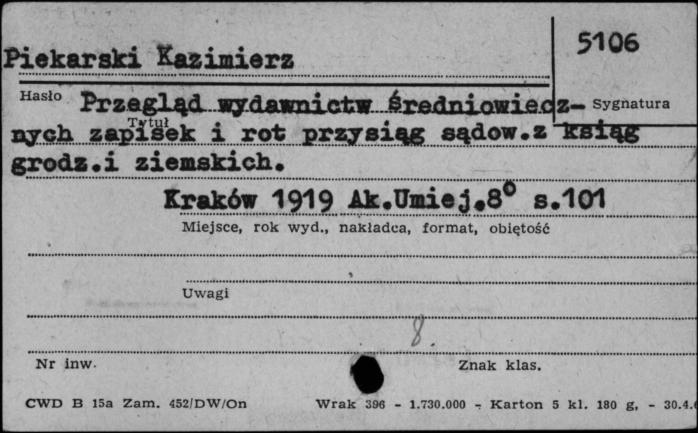 5106
Piekarski Kazimierz
Hasło Przegląd wydawnictw średniowiecz- Sygnatura
Tytuł
nych zapisek i rot przysiąg sądow.z ksiąg
grodz.i ziemskich.
Kraków 1919 Ak.Umiej.8° s.101
Miejsce, rok wyd., nakładca, format, objętość
Uwagi
8.
Nr inw. Znak klas.
CWD B 15a Zam. 452/DW/On Wrak 396 - 1.730.000 - Karton 5 kl. 180 g, - 30.4.